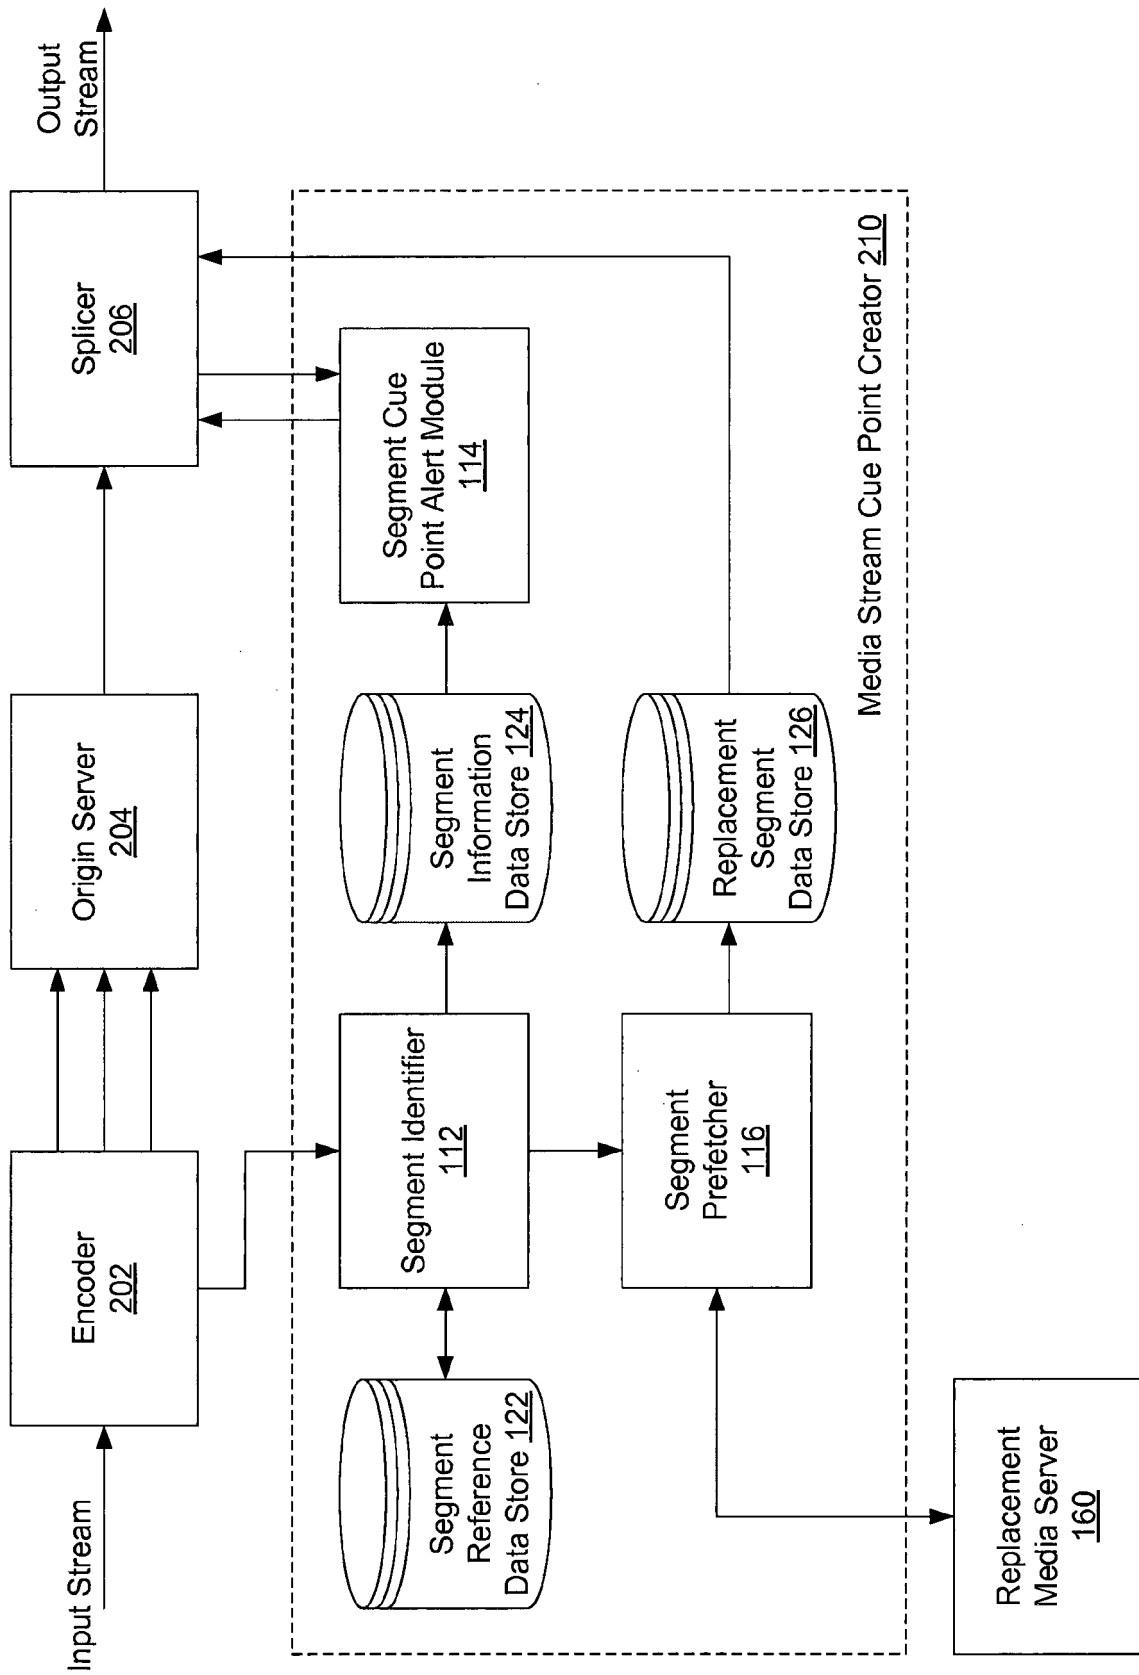 Input Stream
Encoder
202
Origin Server
204
Splicer
206
Output
Stream
Segment
Reference
Data Store 122
Segment Identifier
112
Segment
Information
Data Store 124
Segment Cue
Point Alert Module
114
Segment
Prefetcher
116
Replacement
Segment
Data Store 126
Media Stream Cue Point Creator 210
Replacement
Media Server
160